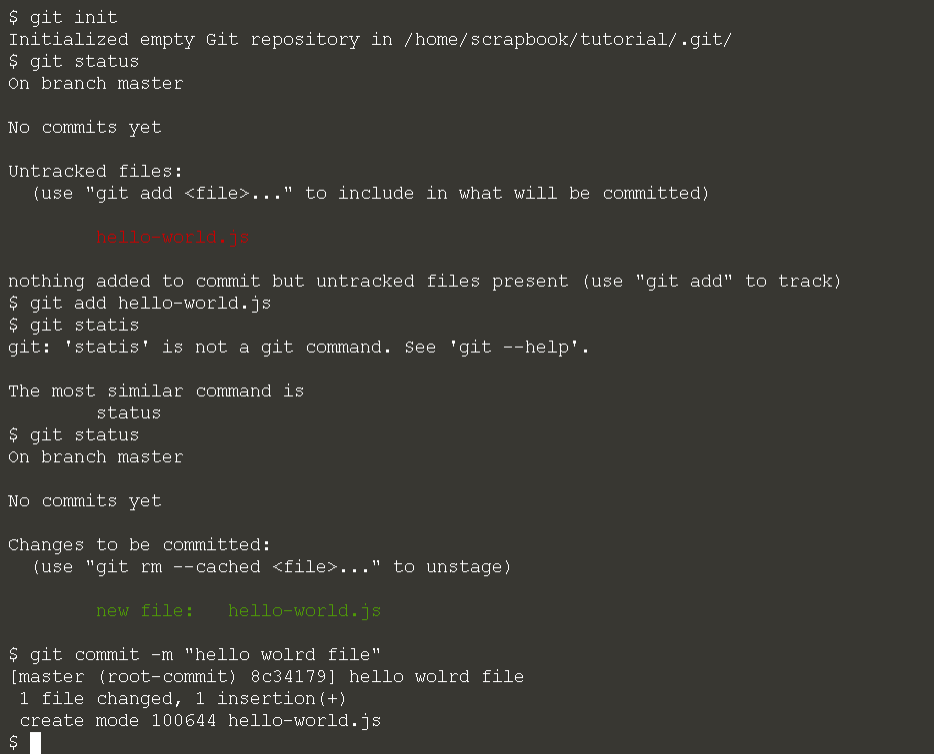 $ git init
Initialized empty Git repository in /home/scrapbook/tutorial/.git/
$ git status
On branch master
No commits yet
Untracked files:
(use "git add <file>..." to include in what will be committed)
hello-world.js
nothing added to commit but untracked files present (use "git add" to track)
$ git add hello-world.js
$ git statis
git: 'statis' is not a git command. See 'git --help'.
The most similar command is
status
$ git status
On branch master
No commits yet
Changes to be committed:
(use "git rm --cached <file>..." to unstage)
new file:   hello-world.js
$ git commit -m "hello wolrd file"
[master (root-commit) 8c34179] hello wolrd file
1 file changed, 1 insertion(+)
create mode 100644 hello-world.js
$